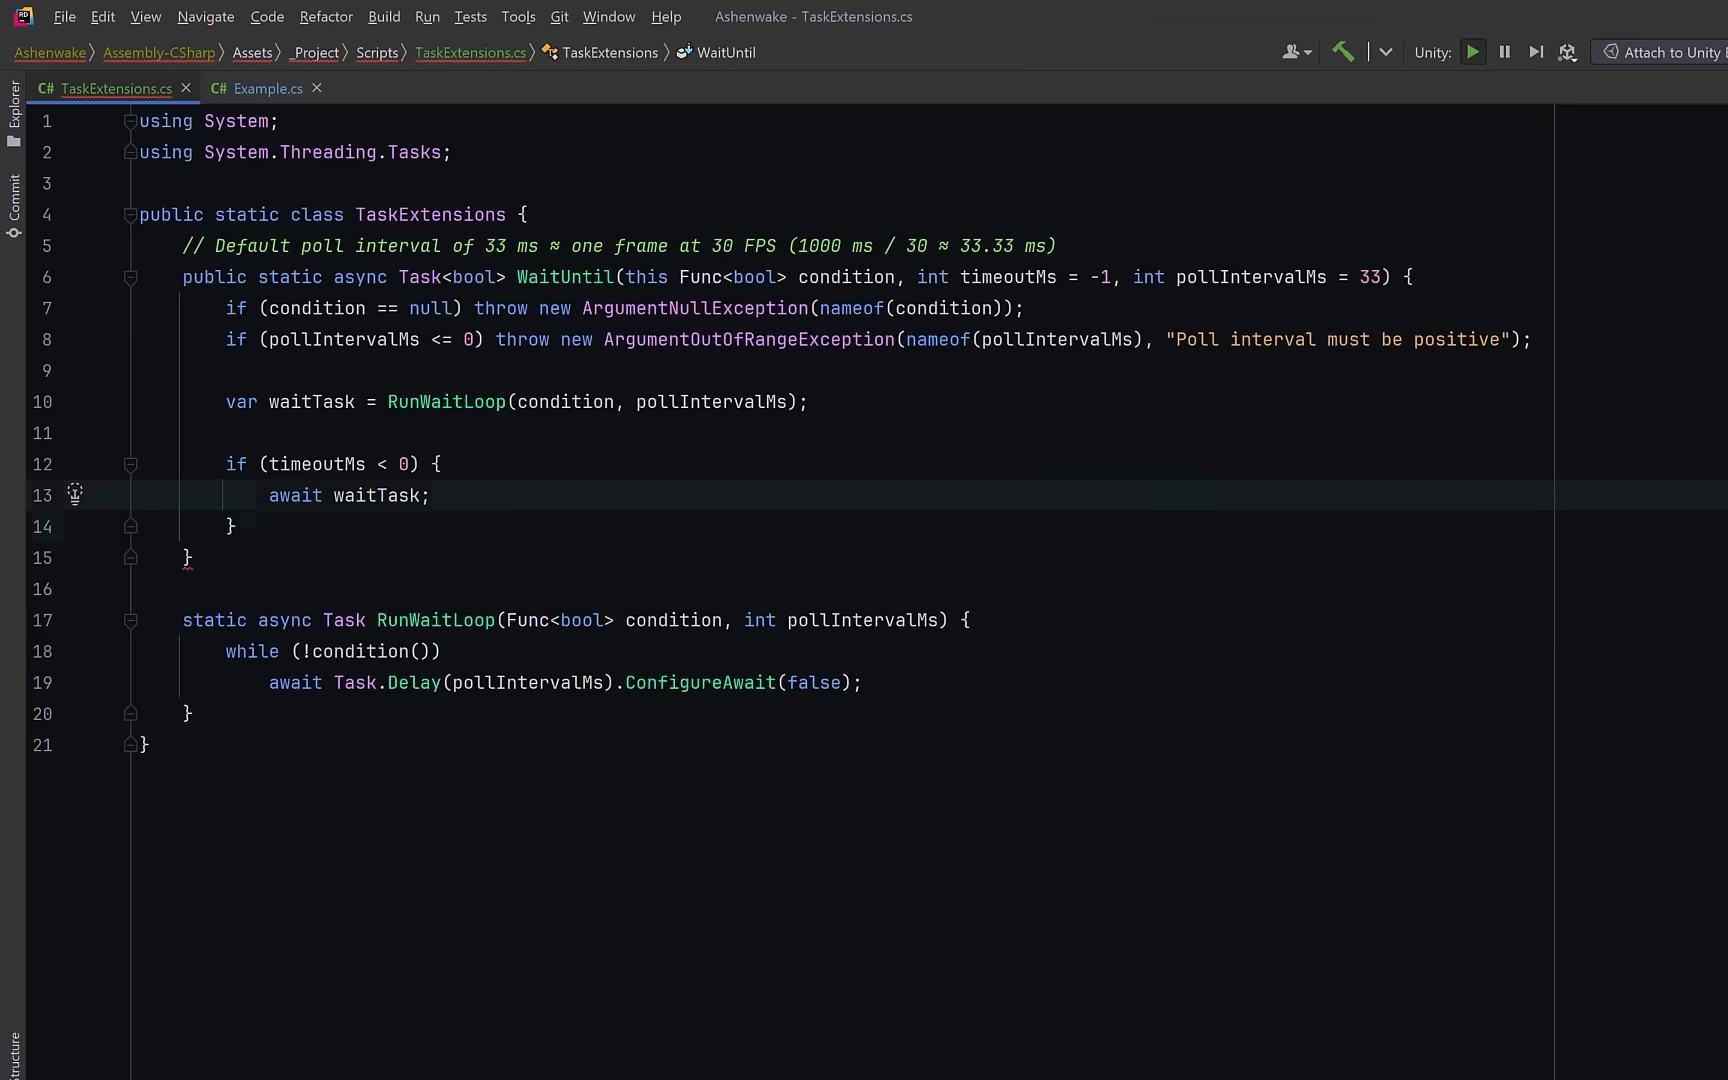 RD File Edit View Navigate Code Refactor Build Run Tests Tools Git Window Help Ashenwake - TaskExtensions.cs
Ashenwake Assembly-CSharp Assets _Project Scripts TaskExtensions.cs TaskExtensions WaitUntil Unity: Attach to Unity E
C# TaskExtensions.cs C# Example.cs
Explorer
Commit
Structure
1 using System;
2 using System.Threading.Tasks;
3
4 public static class TaskExtensions {
5 // Default poll interval of 33 ms ≈ one frame at 30 FPS (1000 ms / 30 ≈ 33.33 ms)
6 public static async Task<bool> WaitUntil(this Func<bool> condition, int timeoutMs = -1, int pollIntervalMs = 33) {
7 if (condition == null) throw new ArgumentNullException(nameof(condition));
8 if (pollIntervalMs <= 0) throw new ArgumentOutOfRangeException(nameof(pollIntervalMs), "Poll interval must be positive");
9
10 var waitTask = RunWaitLoop(condition, pollIntervalMs);
11
12 if (timeoutMs < 0) {
13 await waitTask;
14 }
15 }
16
17 static async Task RunWaitLoop(Func<bool> condition, int pollIntervalMs) {
18 while (!condition())
19 await Task.Delay(pollIntervalMs).ConfigureAwait(false);
20 }
21 }